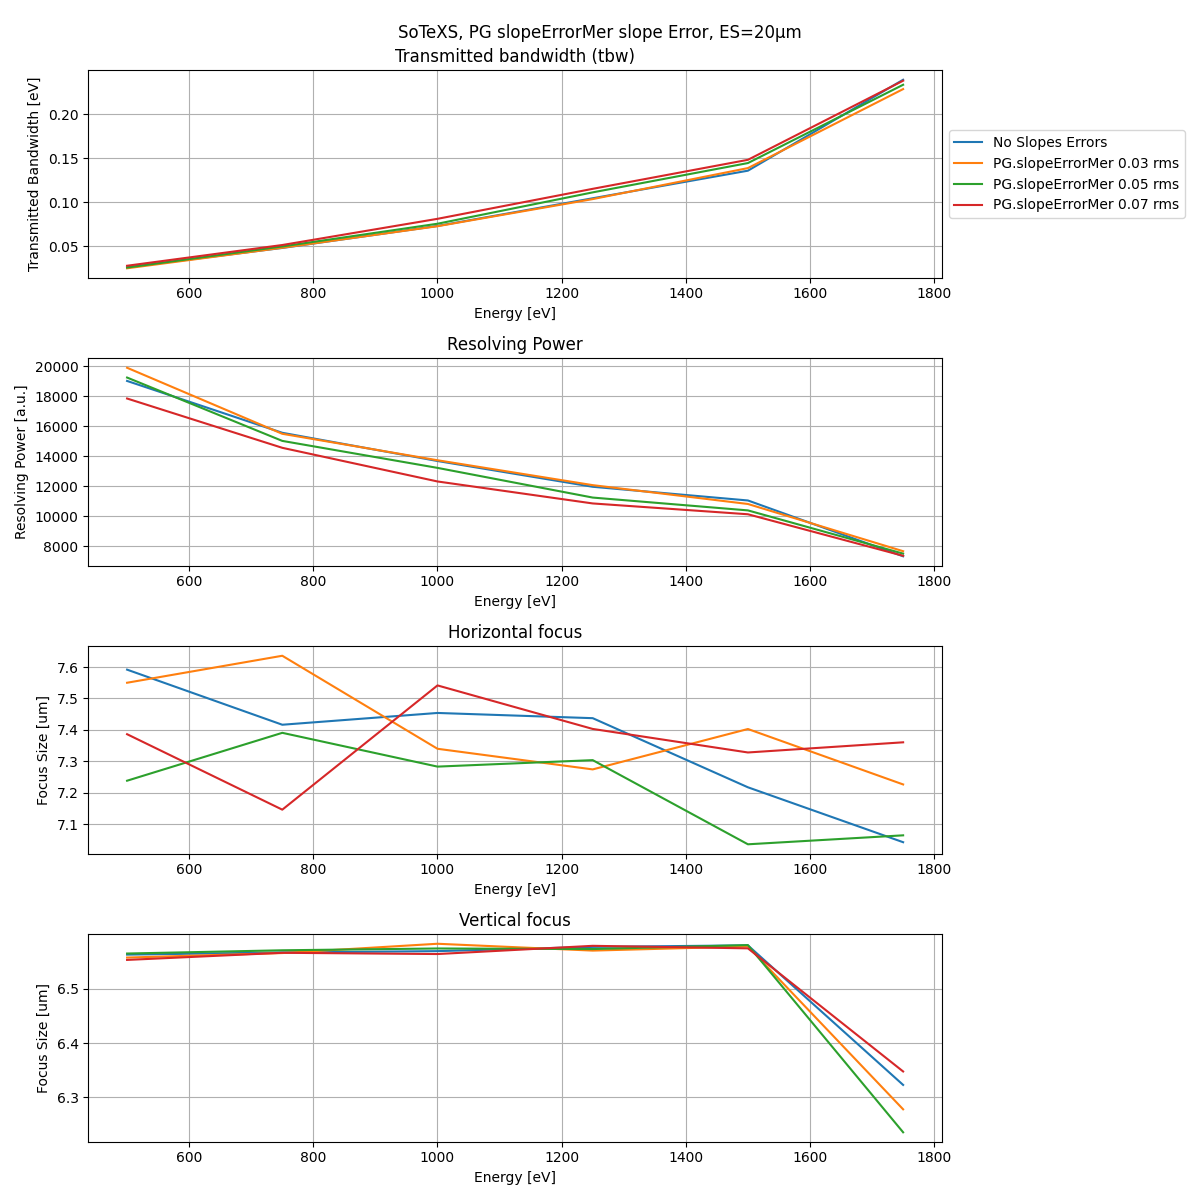 SoTeXS, PG slopeErrorMer slope Error, ES=20μm
Transmitted bandwidth (tbw)
Transmitted Bandwidth [eV]
0.20
0.15
0.10
0.05
600 800 1000 1200 1400 1600 1800
Energy [eV]
No Slopes Errors
PG.slopeErrorMer 0.03 rms
PG.slopeErrorMer 0.05 rms
PG.slopeErrorMer 0.07 rms
Resolving Power
Resolving Power [a.u.]
20000
18000
16000
14000
12000
10000
8000
600 800 1000 1200 1400 1600 1800
Energy [eV]
Horizontal focus
Focus Size [um]
7.6
7.5
7.4
7.3
7.2
7.1
600 800 1000 1200 1400 1600 1800
Energy [eV]
Vertical focus
Focus Size [um]
6.5
6.4
6.3
600 800 1000 1200 1400 1600 1800
Energy [eV]